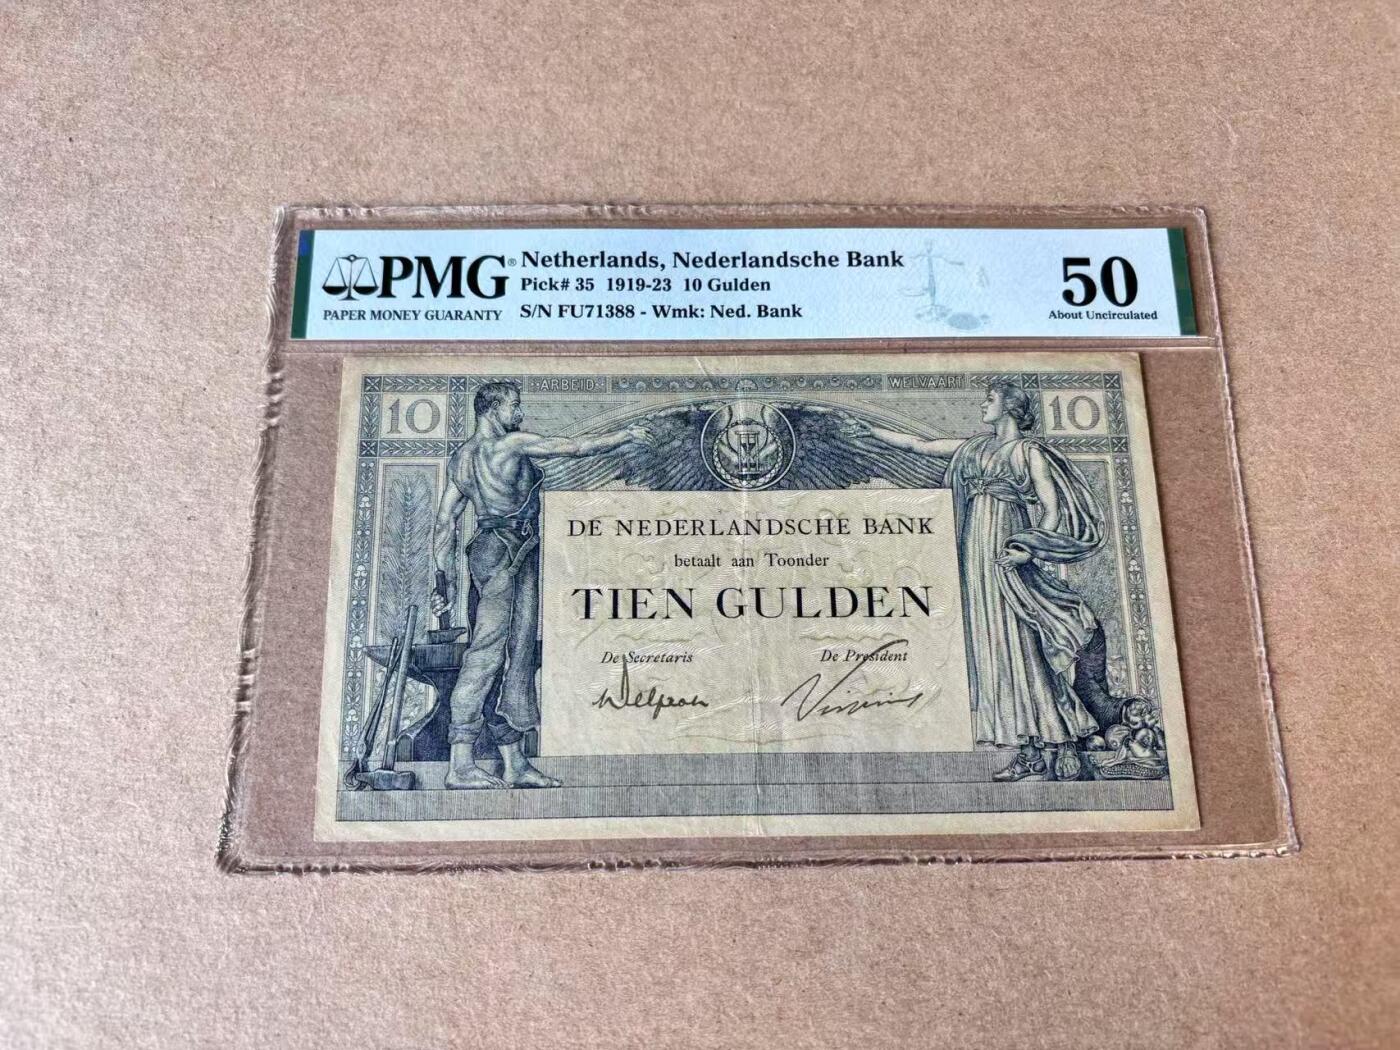 PMG®
PAPER MONEY GUARANTY
Netherlands, Nederlandsche Bank
Pick# 35 1919-23 10 Gulden
S/N FU71388 - Wmk: Ned. Bank
50
About Uncirculated
ARBEID
WELVAART
10
10
DE NEDERLANDSCHE BANK
betaalt aan Toonder
TIEN GULDEN
De Secretaris
De President